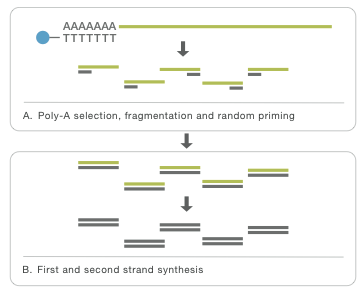 AAAAAAA
TTTTTTT
A. Poly-A selection, fragmentation and random priming
B. First and second strand synthesis